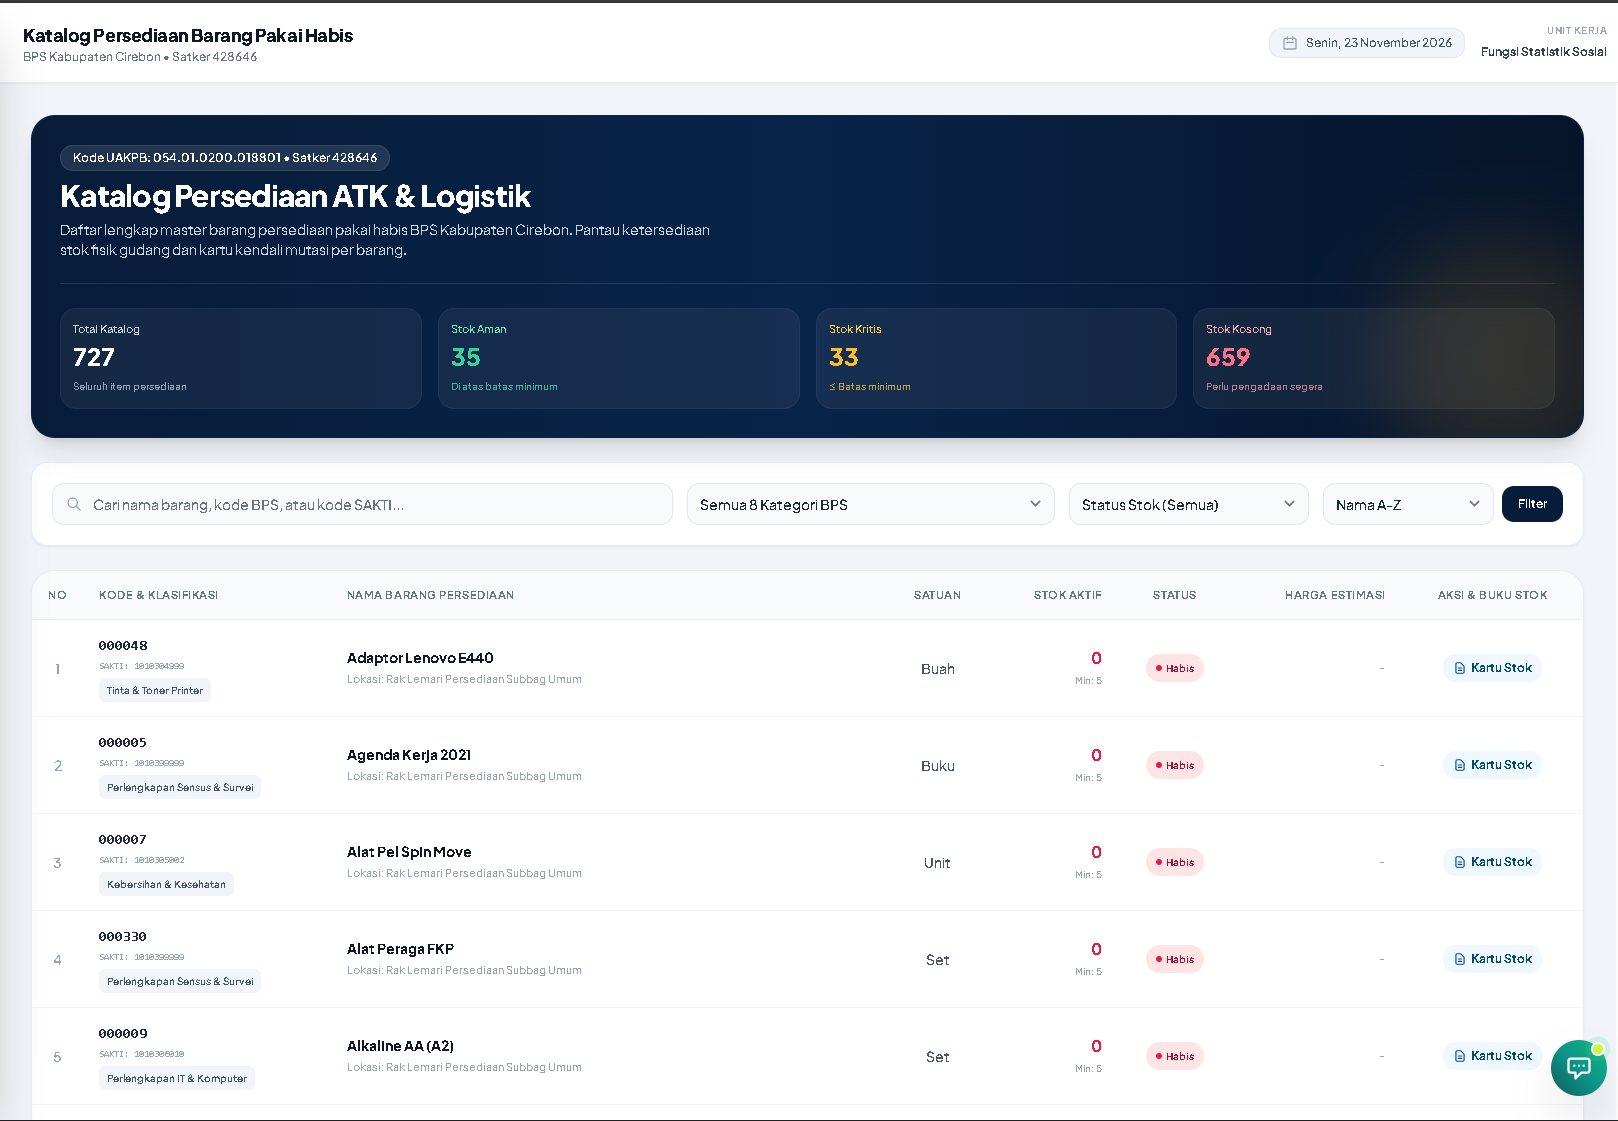 Katalog Persediaan Barang Pakai Habis
BPS Kabupaten Cirebon • Satker 428646
Senin, 23 November 2026
UNIT KERJA
Fungsi Statistik Sosial
Kode UAKPB: 054.01.0200.018801 • Satker 428646
Katalog Persediaan ATK & Logistik
Daftar lengkap master barang persediaan pakai habis BPS Kabupaten Cirebon. Pantau ketersediaan
stok fisik gudang dan kartu kendali mutasi per barang.
Total Katalog
727
Seluruh item persediaan
Stok Aman
35
Di atas batas minimum
Stok Kritis
33
≤ Batas minimum
Stok Kosong
659
Perlu pengadaan segera
Cari nama barang, kode BPS, atau kode SAKTI...
Semua 8 Kategori BPS
Status Stok (Semua)
Nama A-Z
Filter
NO KODE & KLASIFIKASI NAMA BARANG PERSEDIAAN SATUAN STOK AKTIF STATUS HARGA ESTIMASI AKSI & BUKU STOK
1
000048
SAKTI: 1010304999
Tinta & Toner Printer
Adaptor Lenovo E440
Lokasi: Rak Lemari Persediaan Subbag Umum
Buah
0
Min: 5
Habis
-
Kartu Stok
2
000005
SAKTI: 1010399999
Perlengkapan Sensus & Survei
Agenda Kerja 2021
Lokasi: Rak Lemari Persediaan Subbag Umum
Buku
0
Min: 5
Habis
-
Kartu Stok
3
000007
SAKTI: 1010305002
Kebersihan & Kesehatan
Alat Pel Spin Move
Lokasi: Rak Lemari Persediaan Subbag Umum
Unit
0
Min: 5
Habis
-
Kartu Stok
4
000330
SAKTI: 1010399999
Perlengkapan Sensus & Survei
Alat Peraga FKP
Lokasi: Rak Lemari Persediaan Subbag Umum
Set
0
Min: 5
Habis
-
Kartu Stok
5
000009
SAKTI: 1010306010
Perlengkapan IT & Komputer
Alkaline AA (A2)
Lokasi: Rak Lemari Persediaan Subbag Umum
Set
0
Min: 5
Habis
-
Kartu Stok